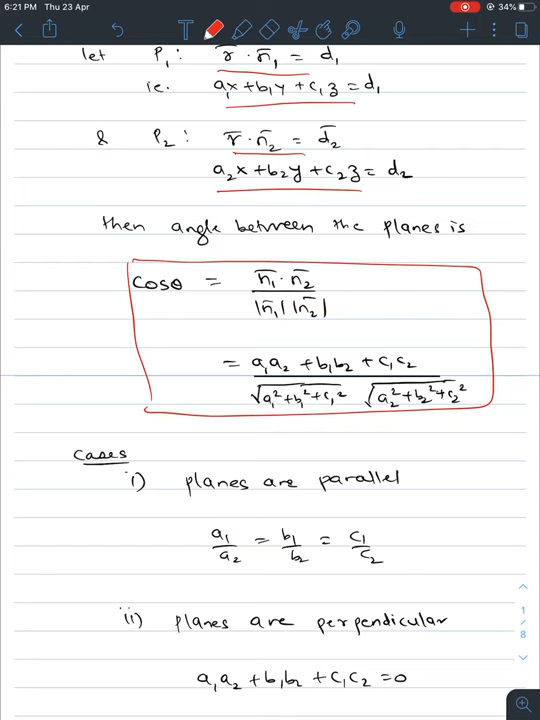 6:21 PM Thu 23 Apr 34%
let P₁ : r̄ · n̄₁ = d₁
ie. a₁x + b₁y + c₁z = d₁
& P₂ : r̄ · n̄₂ = d̄₂
a₂x + b₂y + c₂z = d₂
then angle between the planes is
cosθ = n̄₁ · n̄₂ / |n̄₁| |n̄₂|
= a₁a₂ + b₁b₂ + c₁c₂ / √a₁² + b₁² + c₁² √a₂² + b₂² + c₂²
Cases
i) planes are parallel
a₁/a₂ = b₁/b₂ = c₁/c₂
ii) planes are perpendicular
a₁a₂ + b₁b₂ + c₁c₂ = 0
1 / 8